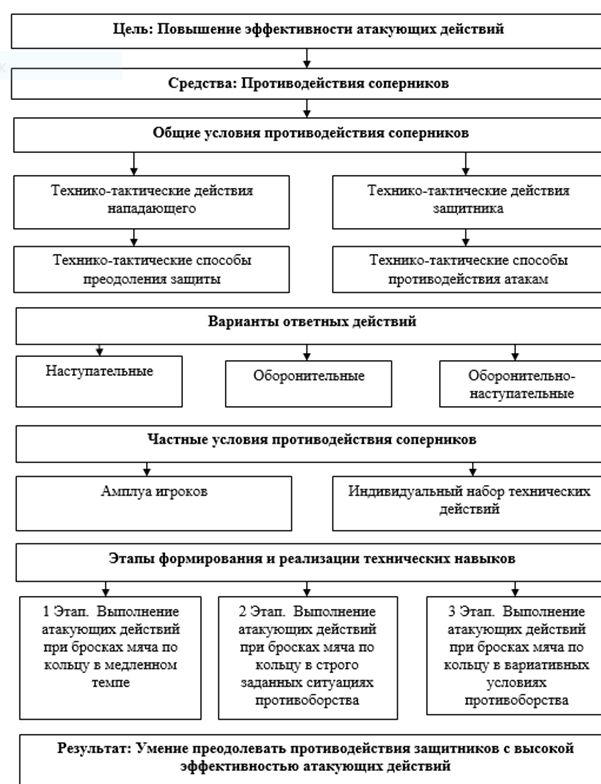 Цель: Повышение эффективности атакующих действий
Средства: Противодействия соперников
Общие условия противодействия соперников
Технико-тактические действия
нападающего
Технико-тактические действия
защитника
Технико-тактические способы
преодоления защиты
Технико-тактические способы
противодействия атакам
Варианты ответных действий
Наступательные
Оборонительные
Оборонительно-
наступательные
Частные условия противодействия соперников
Амплуа игроков
Индивидуальный набор технических
действий
Этапы формирования и реализации технических навыков
1 Этап. Выполнение
атакующих действий
при бросках мяча по
кольцу в медленном
темпе
2 Этап. Выполнение
атакующих действий
при бросках мяча по
кольцу в строго
заданных ситуациях
противоборства
3 Этап. Выполнение
атакующих действий
при бросках мяча по
кольцу в вариативных
условиях
противоборства
Результат: Умение преодолевать противодействия защитников с высокой
эффективностью атакующих действий